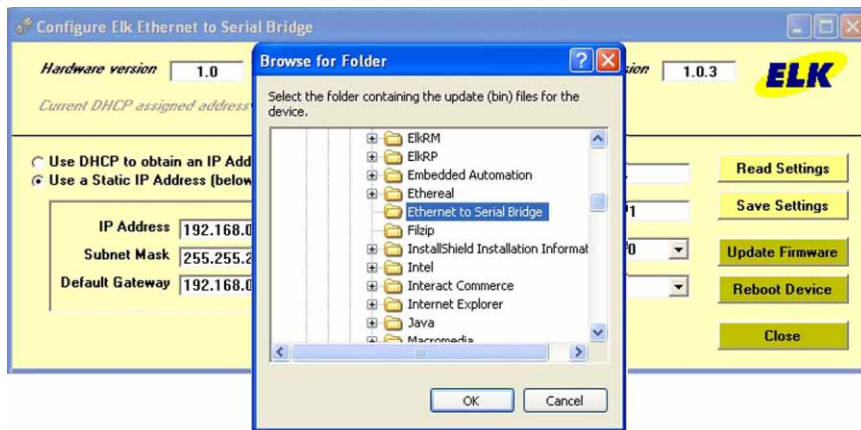 Configure Elk Ethernet to Serial Bridge
Hardware version 1.0
1.0.3
ELK
Current DHCP assigned address
Use DHCP to obtain an IP Add
Use a Static IP Address (below
IP Address 192.168.0
Subnet Mask 255.255.2
Default Gateway 192.168.0
Browse for Folder
Select the folder containing the update (bin) files for the
device.
ElkRM
ElkRP
Embedded Automation
Ethereal
Ethernet to Serial Bridge
Filzip
InstallShield Installation Informat
Intel
Interact Commerce
Internet Explorer
Java
Macromedia
OK
Cancel
Read Settings
Save Settings
Update Firmware
Reboot Device
Close